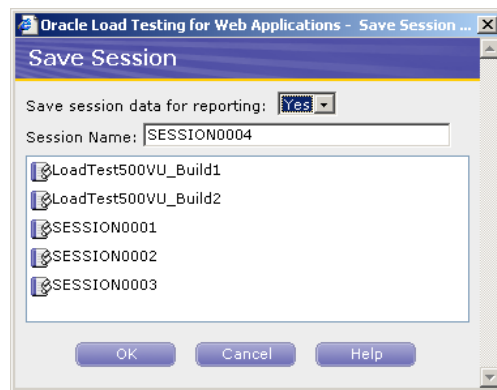 Oracle Load Testing for Web Applications - Save Session ...
Save Session
Save session data for reporting: Yes
Session Name: SESSION0004
LoadTest500VU_Build1
LoadTest500VU_Build2
SESSION0001
SESSION0002
SESSION0003
OK Cancel Help